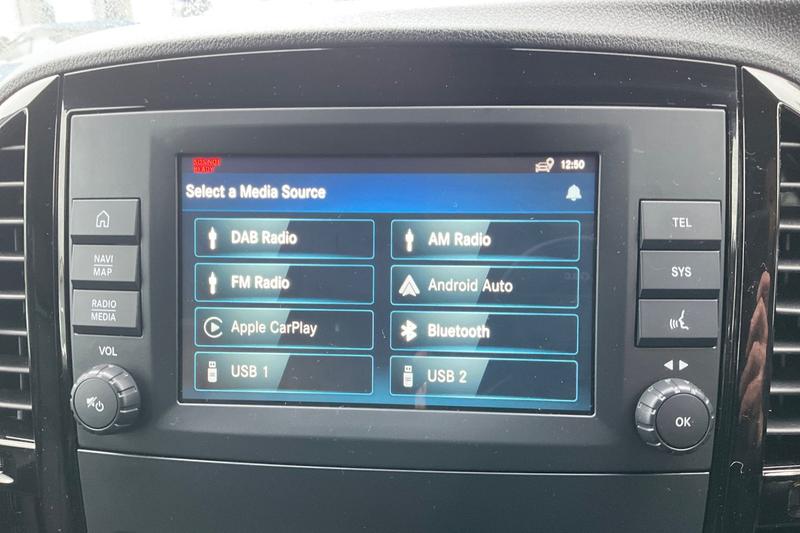 12:50
Select a Media Source
DAB Radio
AM Radio
FM Radio
Android Auto
Apple CarPlay
Bluetooth
USB 1
USB 2
NAVI
MAP
RADIO
MEDIA
VOL
TEL
SYS
OK